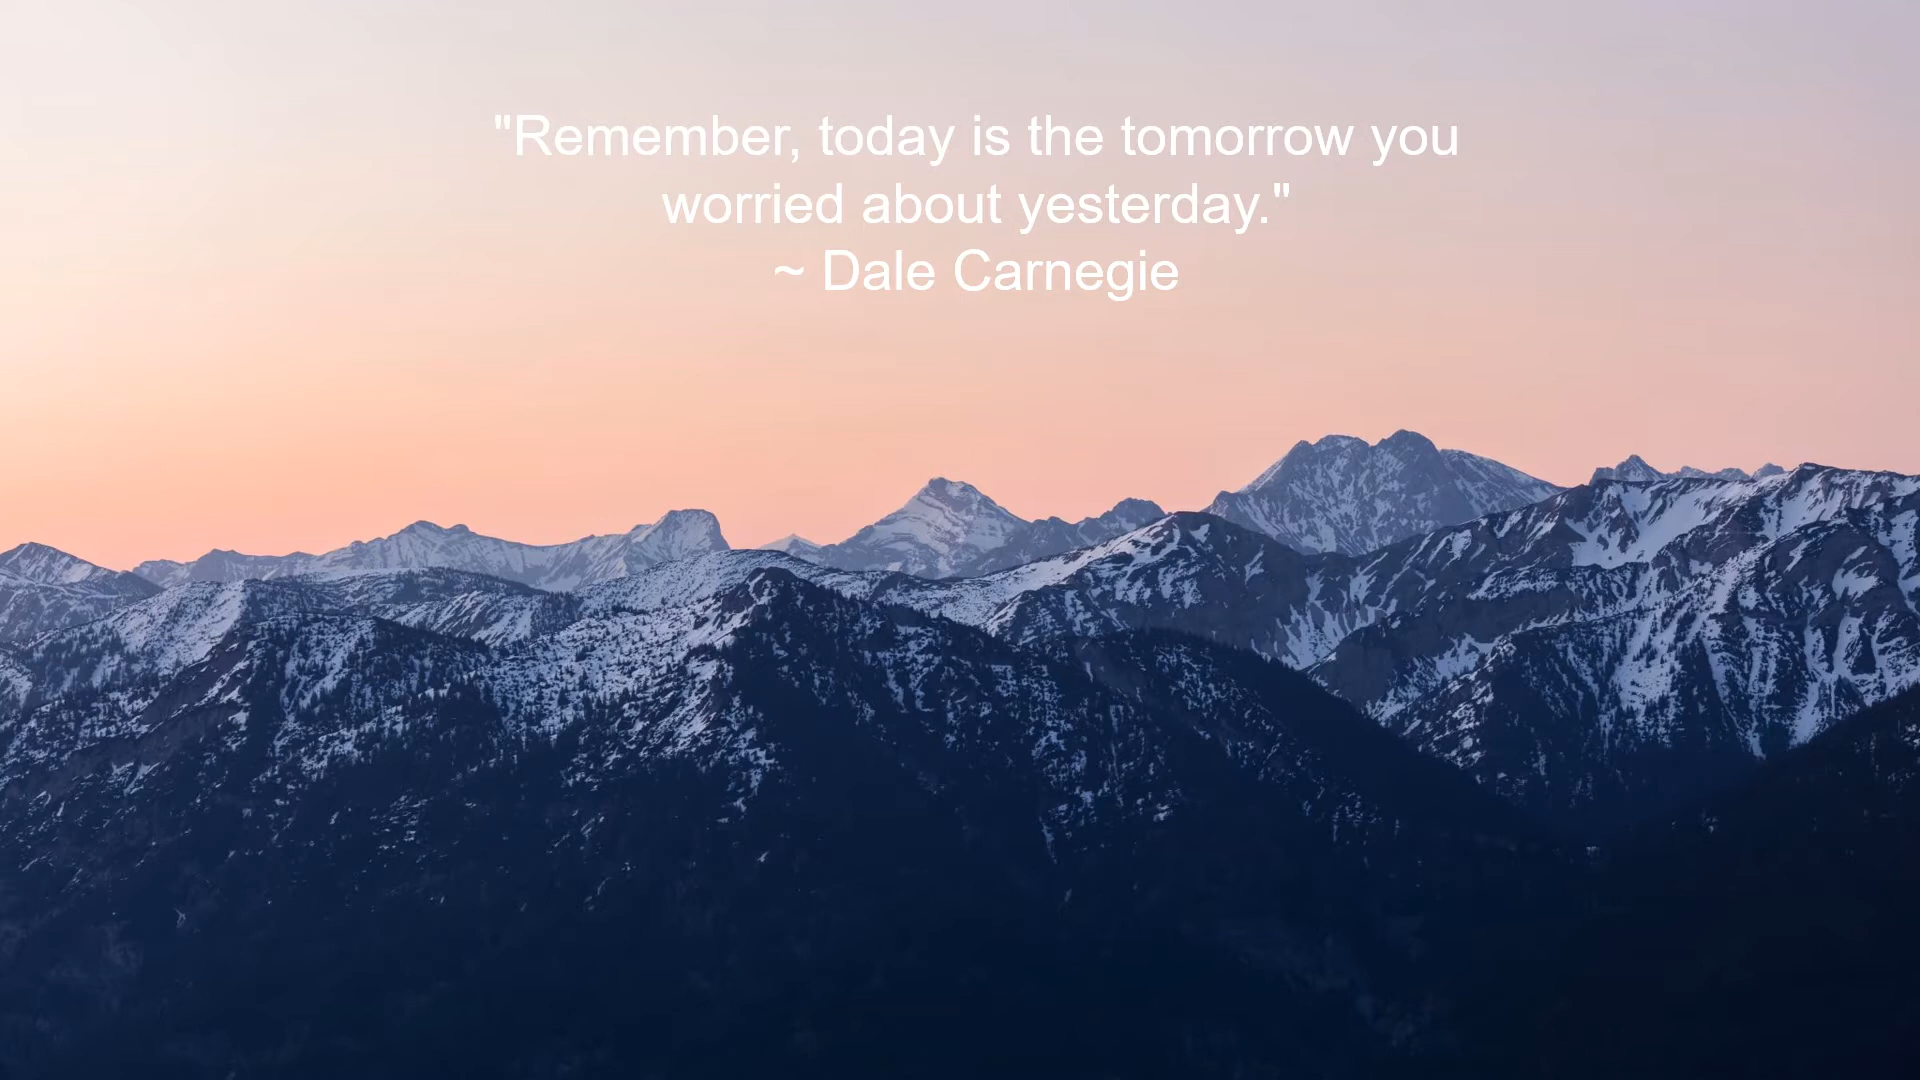 "Remember, today is the tomorrow you
worried about yesterday."
~ Dale Carnegie